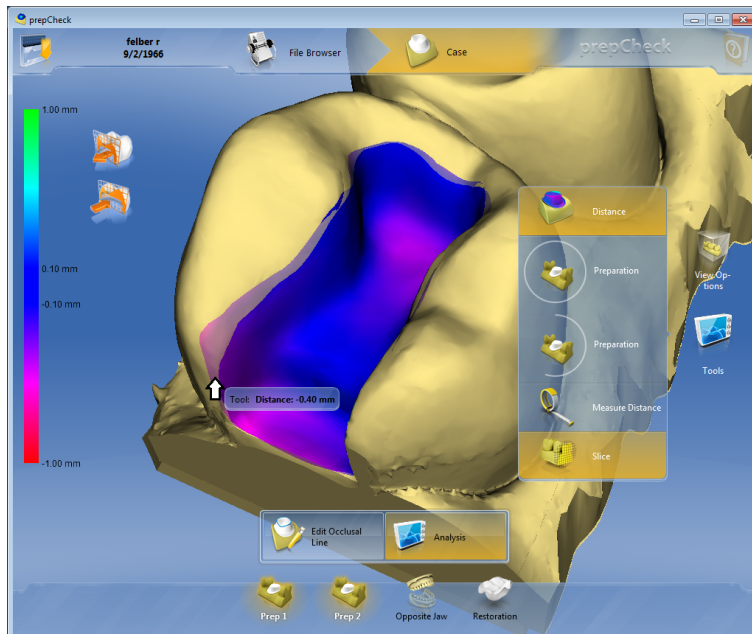 prepCheck
felber r
9/2/1966
File Browser
Case
prepCheck
1.00 mm
0.10 mm
-0.10 mm
-1.00 mm
Distance
Preparation
Preparation
Measure Distance
Slice
View Op-
tions
Tools
Tool: Distance: -0.40 mm
Edit Occlusal
Line
Analysis
Prep 1
Prep 2
Opposite Jaw
Restoration